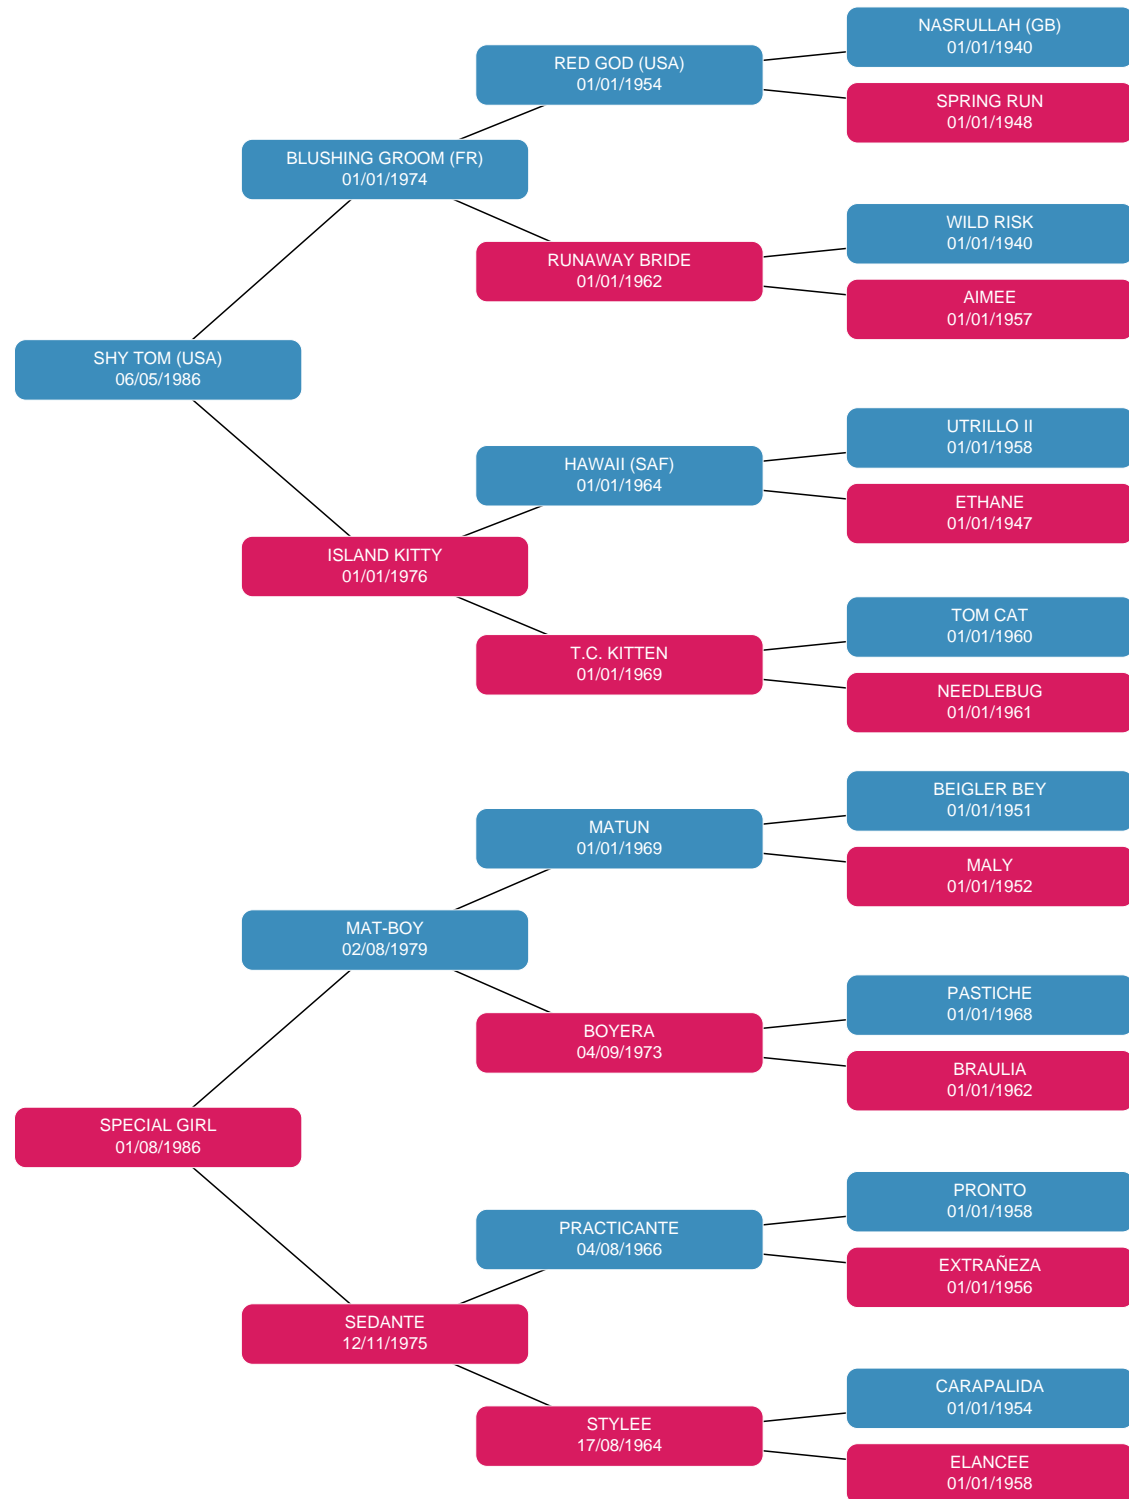 NASRULLAH (GB)
01/01/1940
RED GOD (USA)
01/01/1954
SPRING RUN
01/01/1948
BLUSHING GROOM (FR)
01/01/1974
WILD RISK
01/01/1940
RUNAWAY BRIDE
01/01/1962
AIMEE
01/01/1957
SHY TOM (USA)
06/05/1986
UTRILLO II
01/01/1958
HAWAII (SAF)
01/01/1964
ETHANE
01/01/1947
ISLAND KITTY
01/01/1976
TOM CAT
01/01/1960
T.C. KITTEN
01/01/1969
NEEDLEBUG
01/01/1961
BEIGLER BEY
01/01/1951
MATUN
01/01/1969
MALY
01/01/1952
MAT-BOY
02/08/1979
PASTICHE
01/01/1968
BOYERA
04/09/1973
BRAULIA
01/01/1962
SPECIAL GIRL
01/08/1986
PRONTO
01/01/1958
PRACTICANTE
04/08/1966
EXTRAÑEZA
01/01/1956
SEDANTE
12/11/1975
CARAPALIDA
01/01/1954
STYLEE
17/08/1964
ELANCEE
01/01/1958